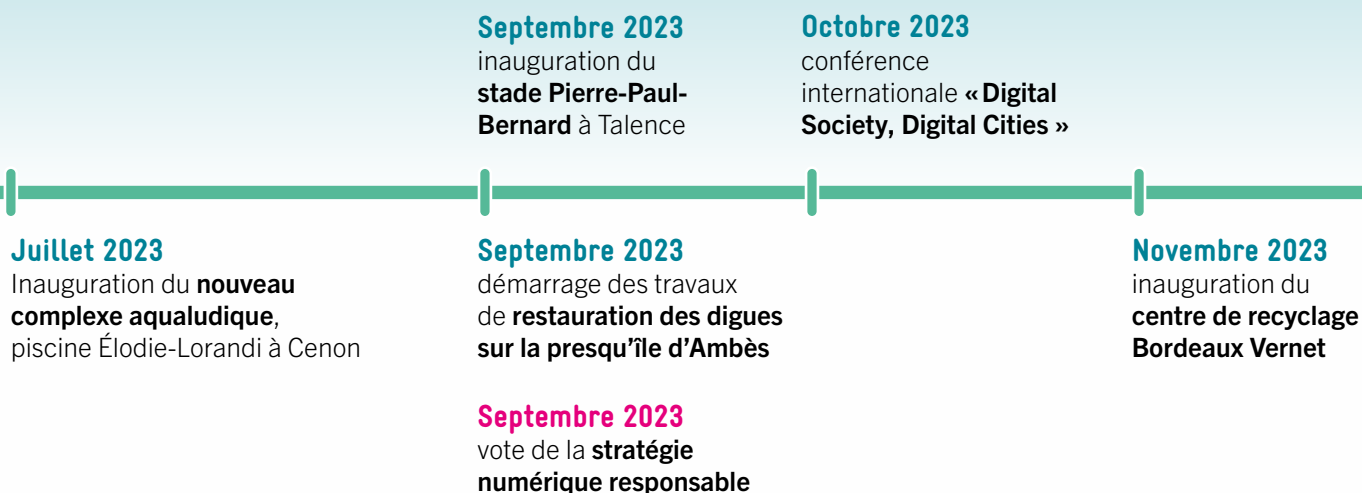 Septembre 2023
inauguration du
stade Pierre-Paul-
Bernard à Talence
Octobre 2023
conférence
internationale « Digital
Society, Digital Cities »
Juillet 2023
Inauguration du nouveau
complexe aqualudique,
piscine Élodie-Lorandi à Cenon
Septembre 2023
démarrage des travaux
de restauration des digues
sur la presqu'île d'Ambès
Septembre 2023
vote de la stratégie
numérique responsable
Novembre 2023
inauguration du
centre de recyclage
Bordeaux Vernet